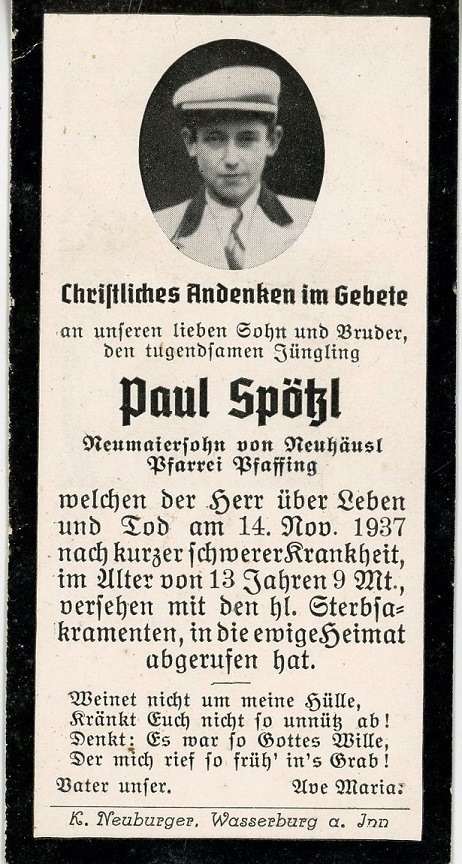 Christliches Andenken im Gebete
an unseren lieben Sohn und Bruder,
den tugendsamen Jüngling
Paul Spötzl
Neumaiersohn von Neuhäusl
Pfarrei Pfaffing
welchen der Herr über Leben
und Tod am 14. Nov. 1937
nach kurzer schwerer Krankheit,
im Alter von 13 Jahren 9 Mt.,
versehen mit den hl. Sterbsa-
kramenten, in die ewige Heimat
abgerufen hat.
Weinet nicht um meine Hülle,
Kränkt Euch nicht so unnütz ab!
Denkt: Es war so Gottes Wille,
Der mich rief so früh' in's Grab!
Vater unser. Ave Maria.
K. Neuburger, Wasserburg a. Inn